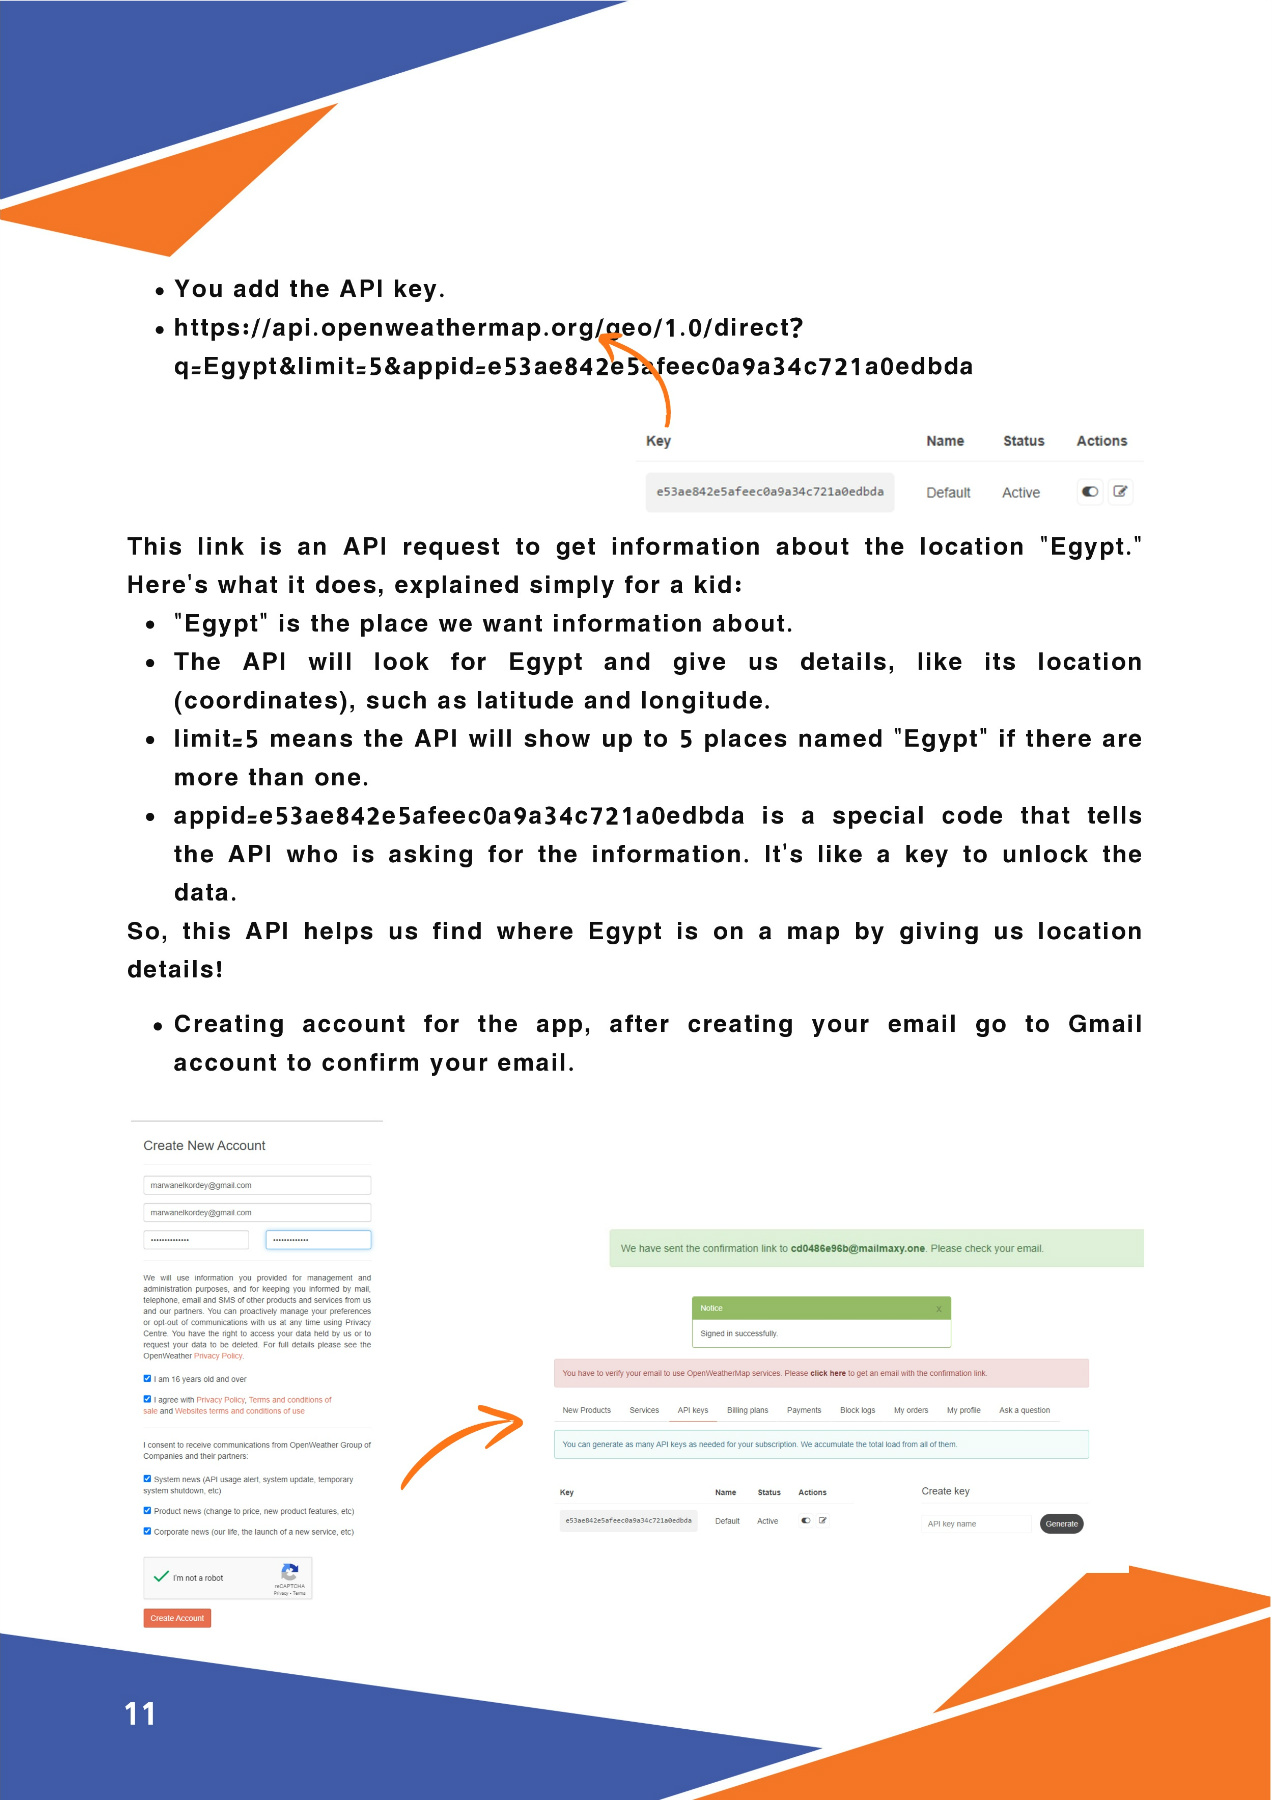 You add the API key.
https://api.openweathermap.org/geo/1.0/direct?
q=Egypt&limit=5&appid=e53ae842e5afeec0a9a34c721a0edbda
Key Name Status Actions
e53ae842e5afeec0a9a34c721a0edbda Default Active
This link is an API request to get information about the location "Egypt."
Here's what it does, explained simply for a kid:
"Egypt" is the place we want information about.
The API will look for Egypt and give us details, like its location
(coordinates), such as latitude and longitude.
limit=5 means the API will show up to 5 places named "Egypt" if there are
more than one.
appid=e53ae842e5afeec0a9a34c721a0edbda is a special code that tells
the API who is asking for the information. It's like a key to unlock the
data.
So, this API helps us find where Egypt is on a map by giving us location
details!
Creating account for the app, after creating your email go to Gmail
account to confirm your email.
Create New Account
marwanelkordey@gmail.com
marwanelkordey@gmail.com
We will use information you provided for management and
administration purposes, and for keeping you informed by mail,
telephone, email and SMS of other products and services from us
and our partners. You can proactively manage your preferences
or opt-out of communications with us at any time using Privacy
Centre. You have the right to access your data held by us or to
request your data to be deleted. For full details please see the
OpenWeather Privacy Policy.
I am 16 years old and over
I agree with Privacy Policy, Terms and conditions of
sale and Websites terms and conditions of use
I consent to receive communications from OpenWeather Group of
Companies and their partners:
System news (API usage alert, system update, temporary
system shutdown, etc)
Product news (change to price, new product features, etc)
Corporate news (our life, the launch of a new service, etc)
I'm not a robot
reCAPTCHA
Privacy - Terms
Create Account
We have sent the confirmation link to cd0486e96b@mailmaxy.one. Please check your email.
Notice X
Signed in successfully.
You have to verify your email to use OpenWeatherMap services. Please click here to get an email with the confirmation link.
New Products Services API keys Billing plans Payments Block logs My orders My profile Ask a question
You can generate as many API keys as needed for your subscription. We accumulate the total load from all of them.
Key Name Status Actions Create key
e53ae842e5afeec0a9a34c721a0edbda Default Active API key name Generate
11